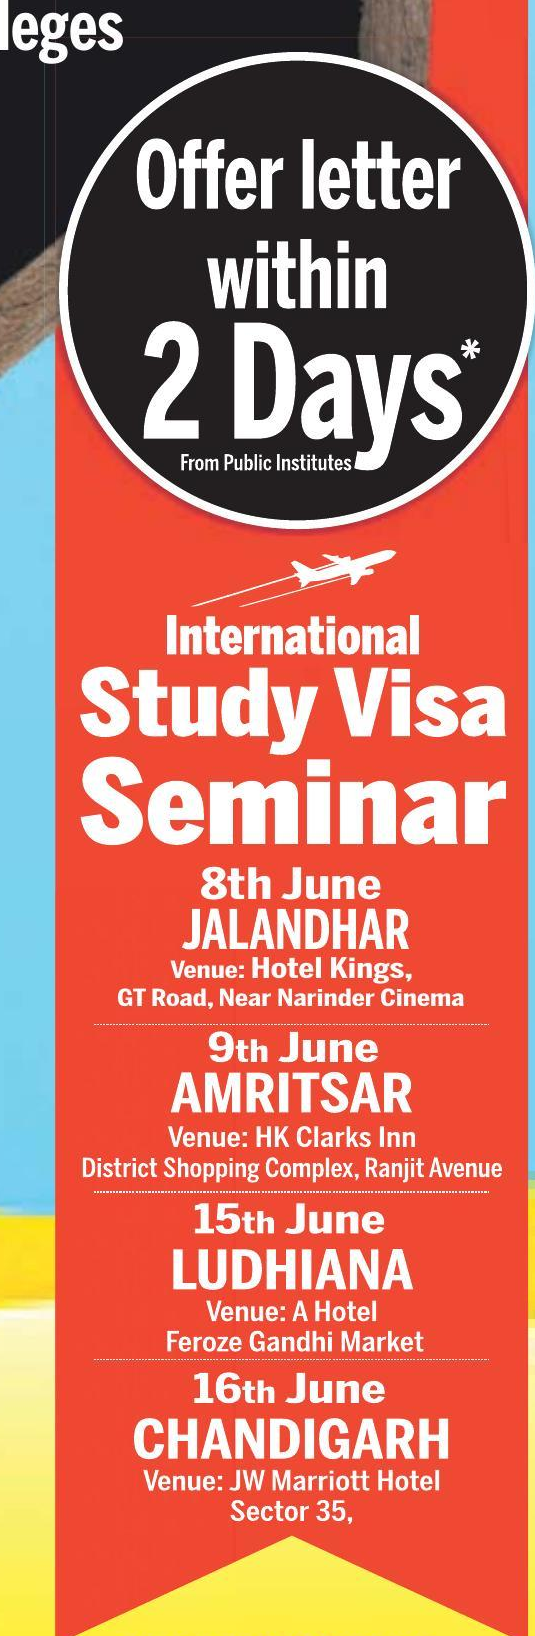 leges
Offer letter
within
2 Days*
From Public Institutes
International
Study Visa
Seminar
8th June
JALANDHAR
Venue: Hotel Kings,
GT Road, Near Narinder Cinema
9th June
AMRITSAR
Venue: HK Clarks Inn
District Shopping Complex, Ranjit Avenue
15th June
LUDHIANA
Venue: A Hotel
Feroze Gandhi Market
16th June
CHANDIGARH
Venue: JW Marriott Hotel
Sector 35,